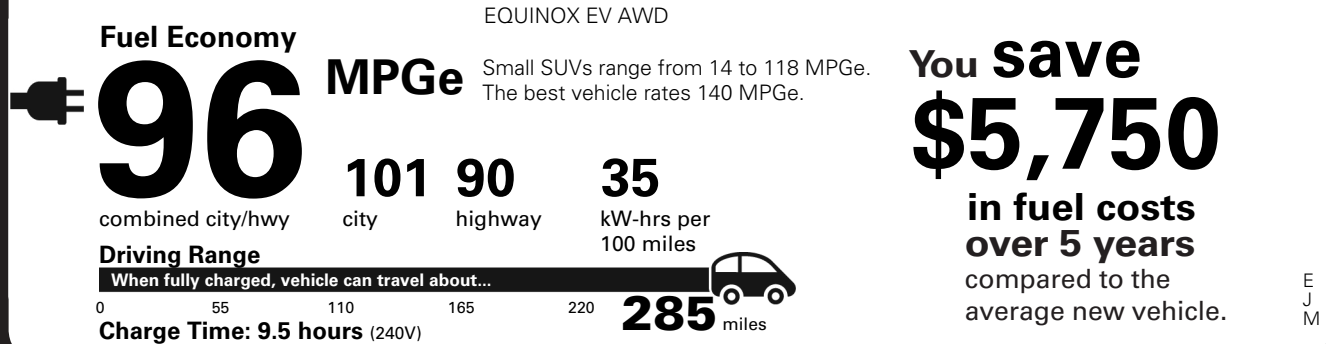 EQUINOX EV AWD
Fuel Economy
96
MPGe
Small SUVs range from 14 to 118 MPGe.
The best vehicle rates 140 MPGe.
101 90 35
combined city/hwy city highway kW-hrs per
100 miles
Driving Range
When fully charged, vehicle can travel about...
0 55 110 165 220 285 miles
Charge Time: 9.5 hours (240V)
You save
$5,750
in fuel costs
over 5 years
compared to the
average new vehicle.
E
J
M